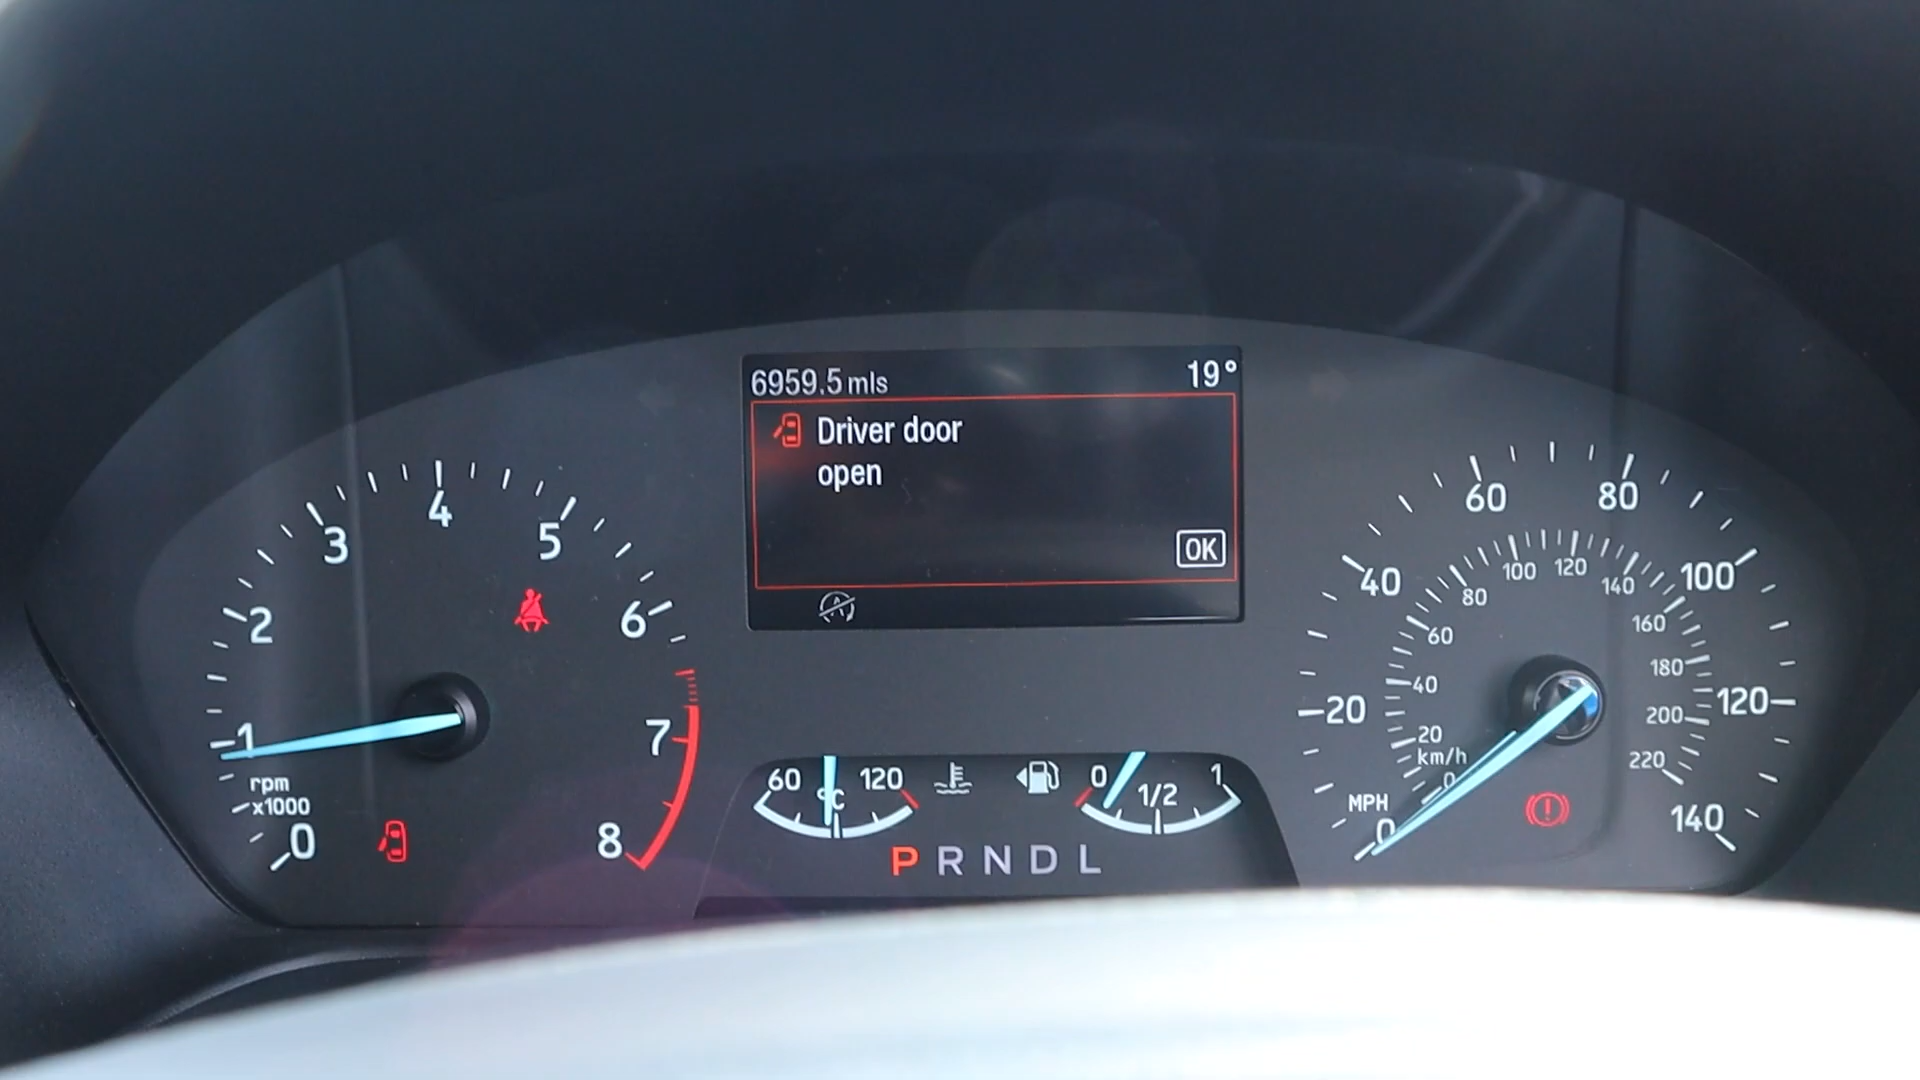 6959.5 mls 19°
Driver door
open
OK
0 1 2 3 4 5 6 7 8
rpm
x1000
60 °C 120
0 1/2 1
P R N D L
0 20 40 60 80 100 120 140
MPH
0 20 40 60 80 100 120 140 160 180 200 220
km/h